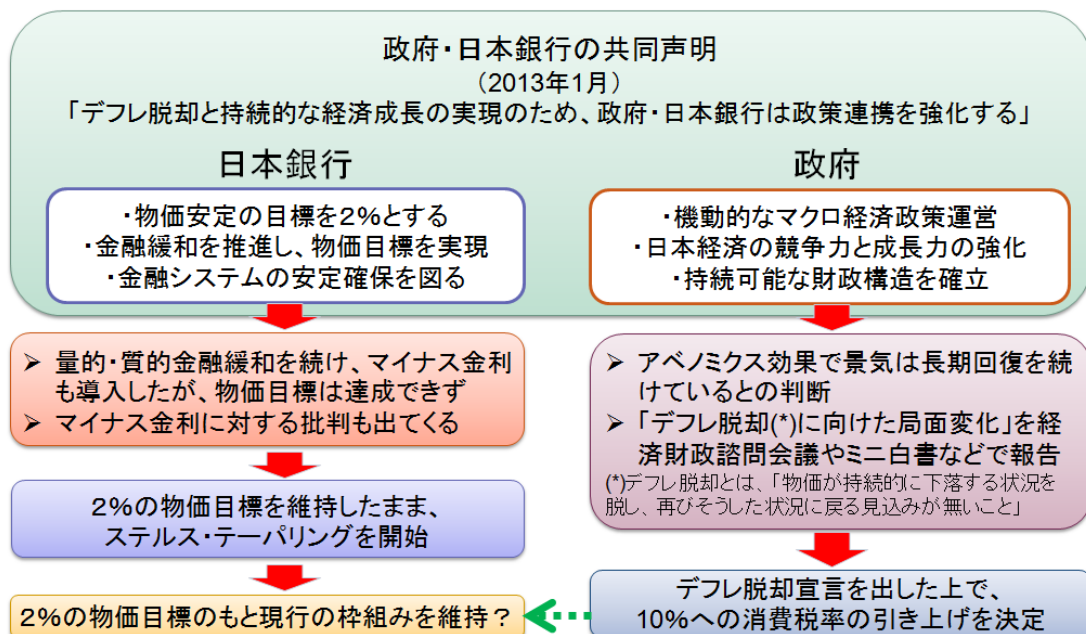 政府・日本銀行の共同声明
(2013年1月)
「デフレ脱却と持続的な経済成長の実現のため、政府・日本銀行は政策連携を強化する」
日本銀行
・物価安定の目標を2%とする
・金融緩和を推進し、物価目標を実現
・金融システムの安定確保を図る
政府
・機動的なマクロ経済政策運営
・日本経済の競争力と成長力の強化
・持続可能な財政構造を確立
➢ 量的・質的金融緩和を続け、マイナス金利
も導入したが、物価目標は達成できず
➢ マイナス金利に対する批判も出てくる
2%の物価目標を維持したまま、
ステルス・テーパリングを開始
2%の物価目標のもと現行の枠組みを維持?
➢ アベノミクス効果で景気は長期回復を続
けているとの判断
➢ 「デフレ脱却(*)に向けた局面変化」を経
済財政諮問会議やミニ白書などで報告
(*)デフレ脱却とは、「物価が持続的に下落する状況を
脱し、再びそうした状況に戻る見込みが無いこと」
デフレ脱却宣言を出した上で、
10%への消費税率の引き上げを決定